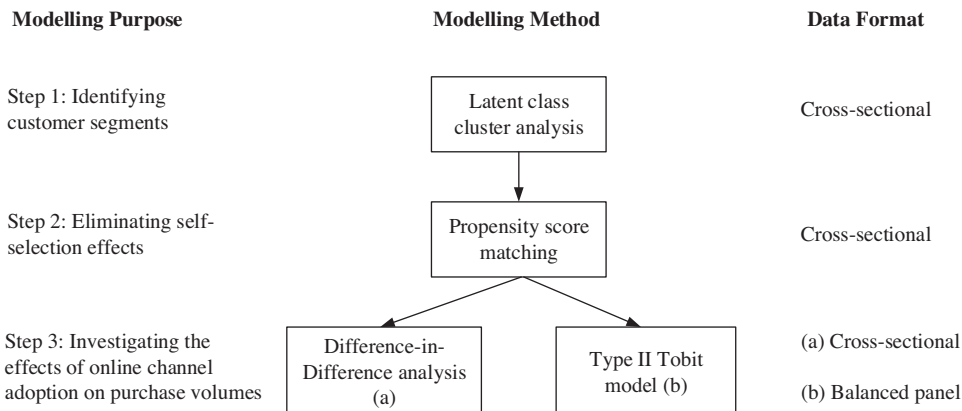 Modelling Purpose
Modelling Method
Data Format
Step 1: Identifying
customer segments
Latent class
cluster analysis
Cross-sectional
Step 2: Eliminating self-
selection effects
Propensity score
matching
Cross-sectional
Step 3: Investigating the
effects of online channel
adoption on purchase volumes
Difference-in-
Difference analysis
(a)
Type II Tobit
model (b)
(a) Cross-sectional
(b) Balanced panel